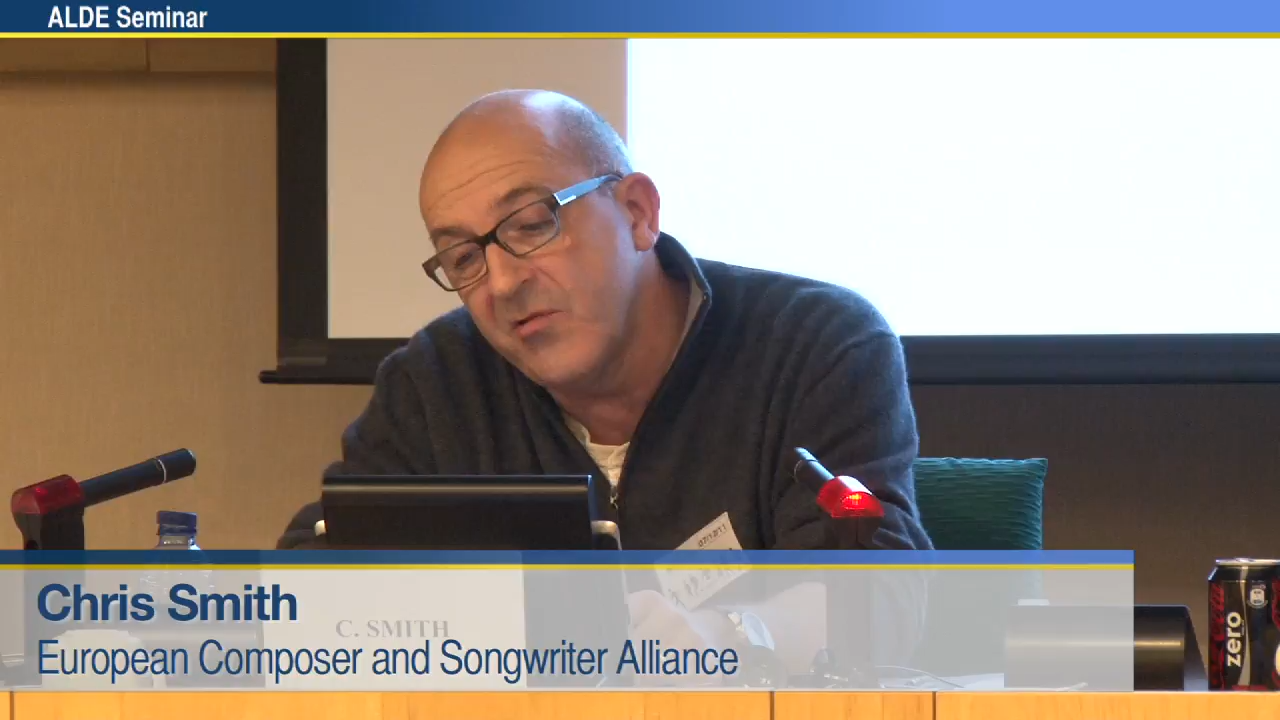 ALDE Seminar
Chris Smith
C. SMITH
European Composer and Songwriter Alliance
zero